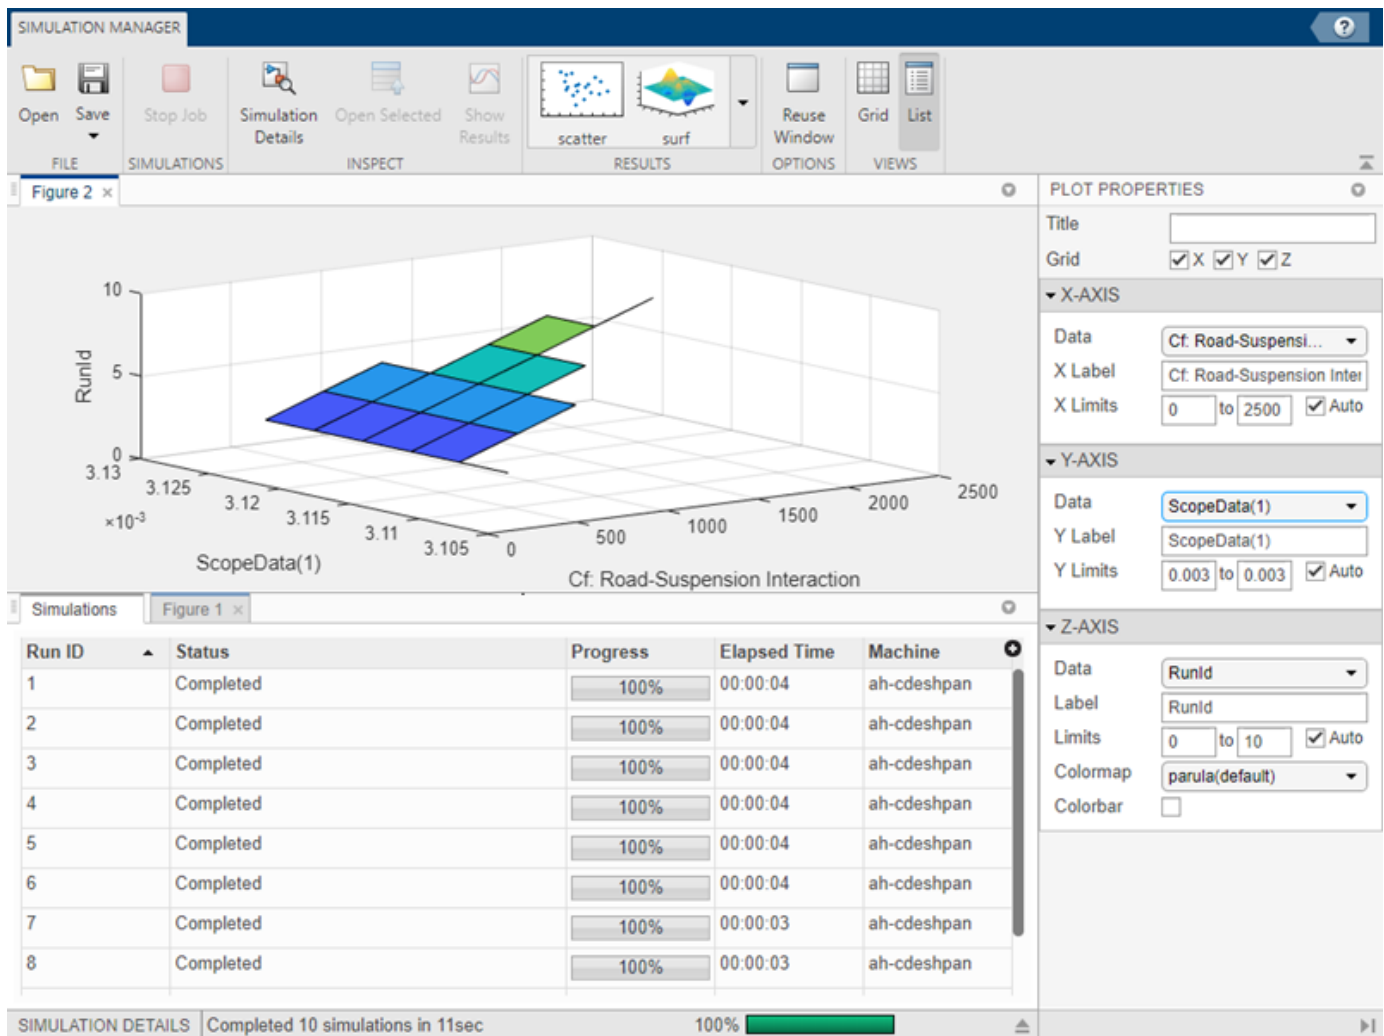 SIMULATION MANAGER
?
Open
Save
Stop Job
Simulation Details
Open Selected
Show Results
scatter
surf
Reuse Window
Grid
List
FILE
SIMULATIONS
INSPECT
RESULTS
OPTIONS
VIEWS
Figure 2 ×
10
5
0
RunId
3.13
3.125
3.12
3.115
3.11
3.105
×10-3
ScopeData(1)
0
500
1000
1500
2000
2500
Cf: Road-Suspension Interaction
PLOT PROPERTIES
Title
Grid X Y Z
X-AXIS
Data Cf: Road-Suspensi...
X Label Cf: Road-Suspension Inter
X Limits 0 to 2500 Auto
Y-AXIS
Data ScopeData(1)
Y Label ScopeData(1)
Y Limits 0.003 to 0.003 Auto
Z-AXIS
Data RunId
Label RunId
Limits 0 to 10 Auto
Colormap parula(default)
Colorbar
Simulations Figure 1 ×
Run ID Status Progress Elapsed Time Machine
1 Completed 100% 00:00:04 ah-cdeshpan
2 Completed 100% 00:00:04 ah-cdeshpan
3 Completed 100% 00:00:04 ah-cdeshpan
4 Completed 100% 00:00:04 ah-cdeshpan
5 Completed 100% 00:00:04 ah-cdeshpan
6 Completed 100% 00:00:04 ah-cdeshpan
7 Completed 100% 00:00:03 ah-cdeshpan
8 Completed 100% 00:00:03 ah-cdeshpan
SIMULATION DETAILS Completed 10 simulations in 11sec 100%